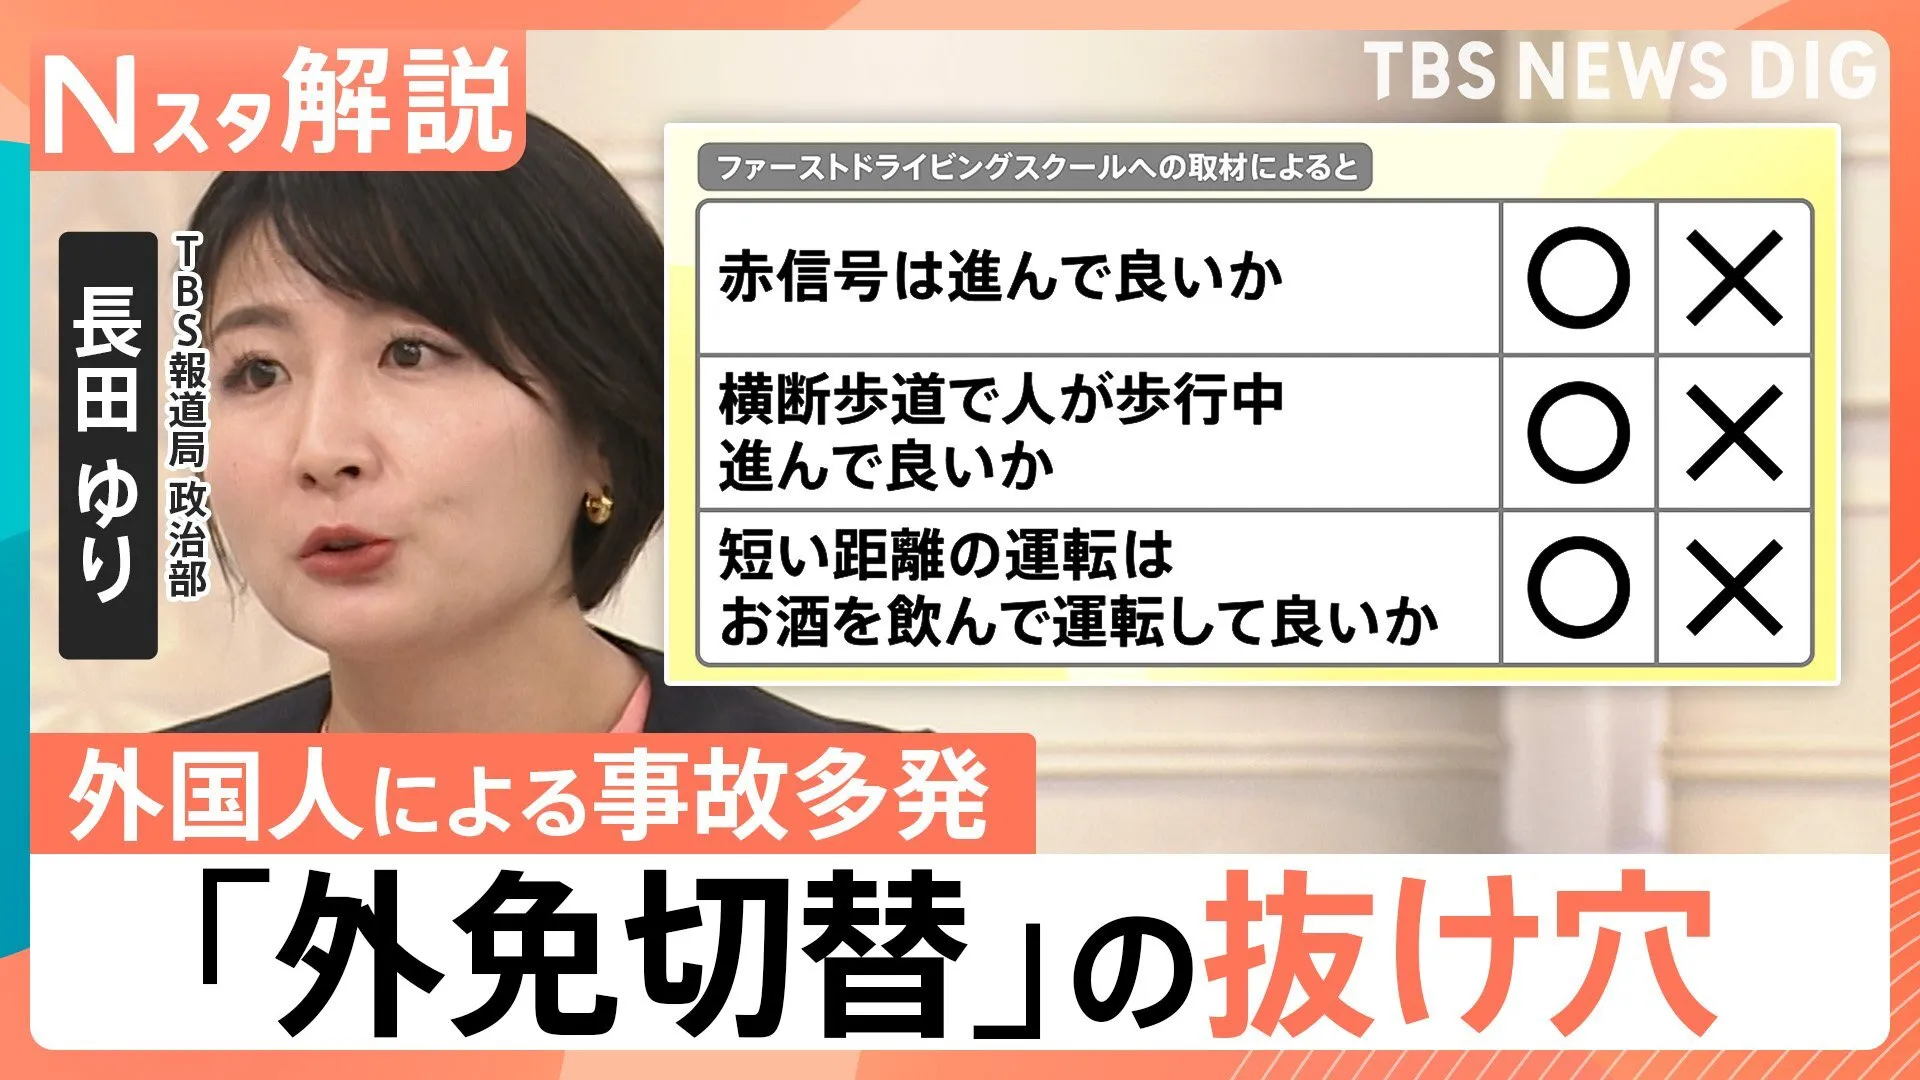 Nスタ解説
TBS NEWS DIG
TBS報道局 政治部
長田 ゆり
ファーストドライビングスクールへの取材によると
赤信号は進んで良いか ○ ×
横断歩道で人が歩行中
進んで良いか ○ ×
短い距離の運転は
お酒を飲んで運転して良いか ○ ×
外国人による事故多発
「外免切替」の抜け穴